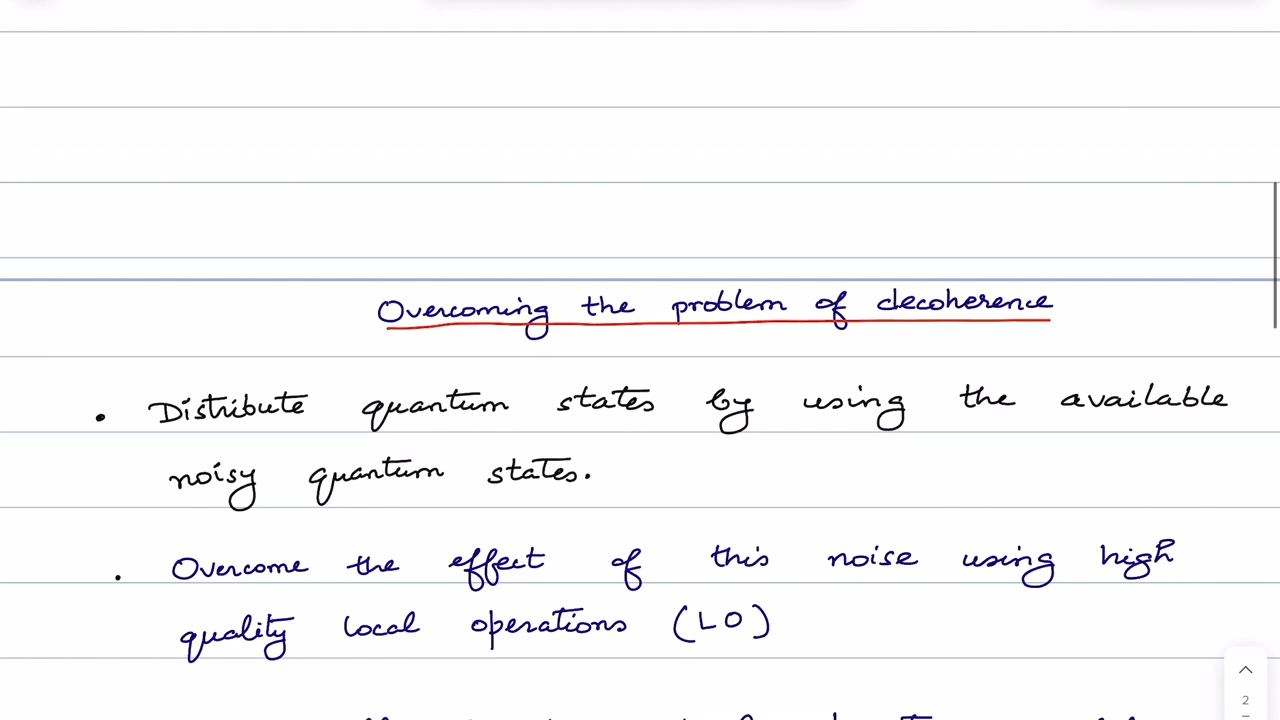 Overcoming the problem of decoherence
• Distribute quantum states by using the available
noisy quantum states.
• Overcome the effect of this noise using high
quality local operations (LO)
2